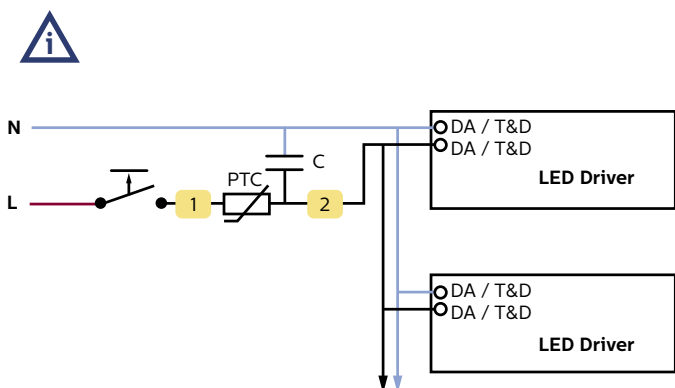 i
N
DA / T&D
DA / T&D
LED Driver
C
PTC
L
1
2
DA / T&D
DA / T&D
LED Driver